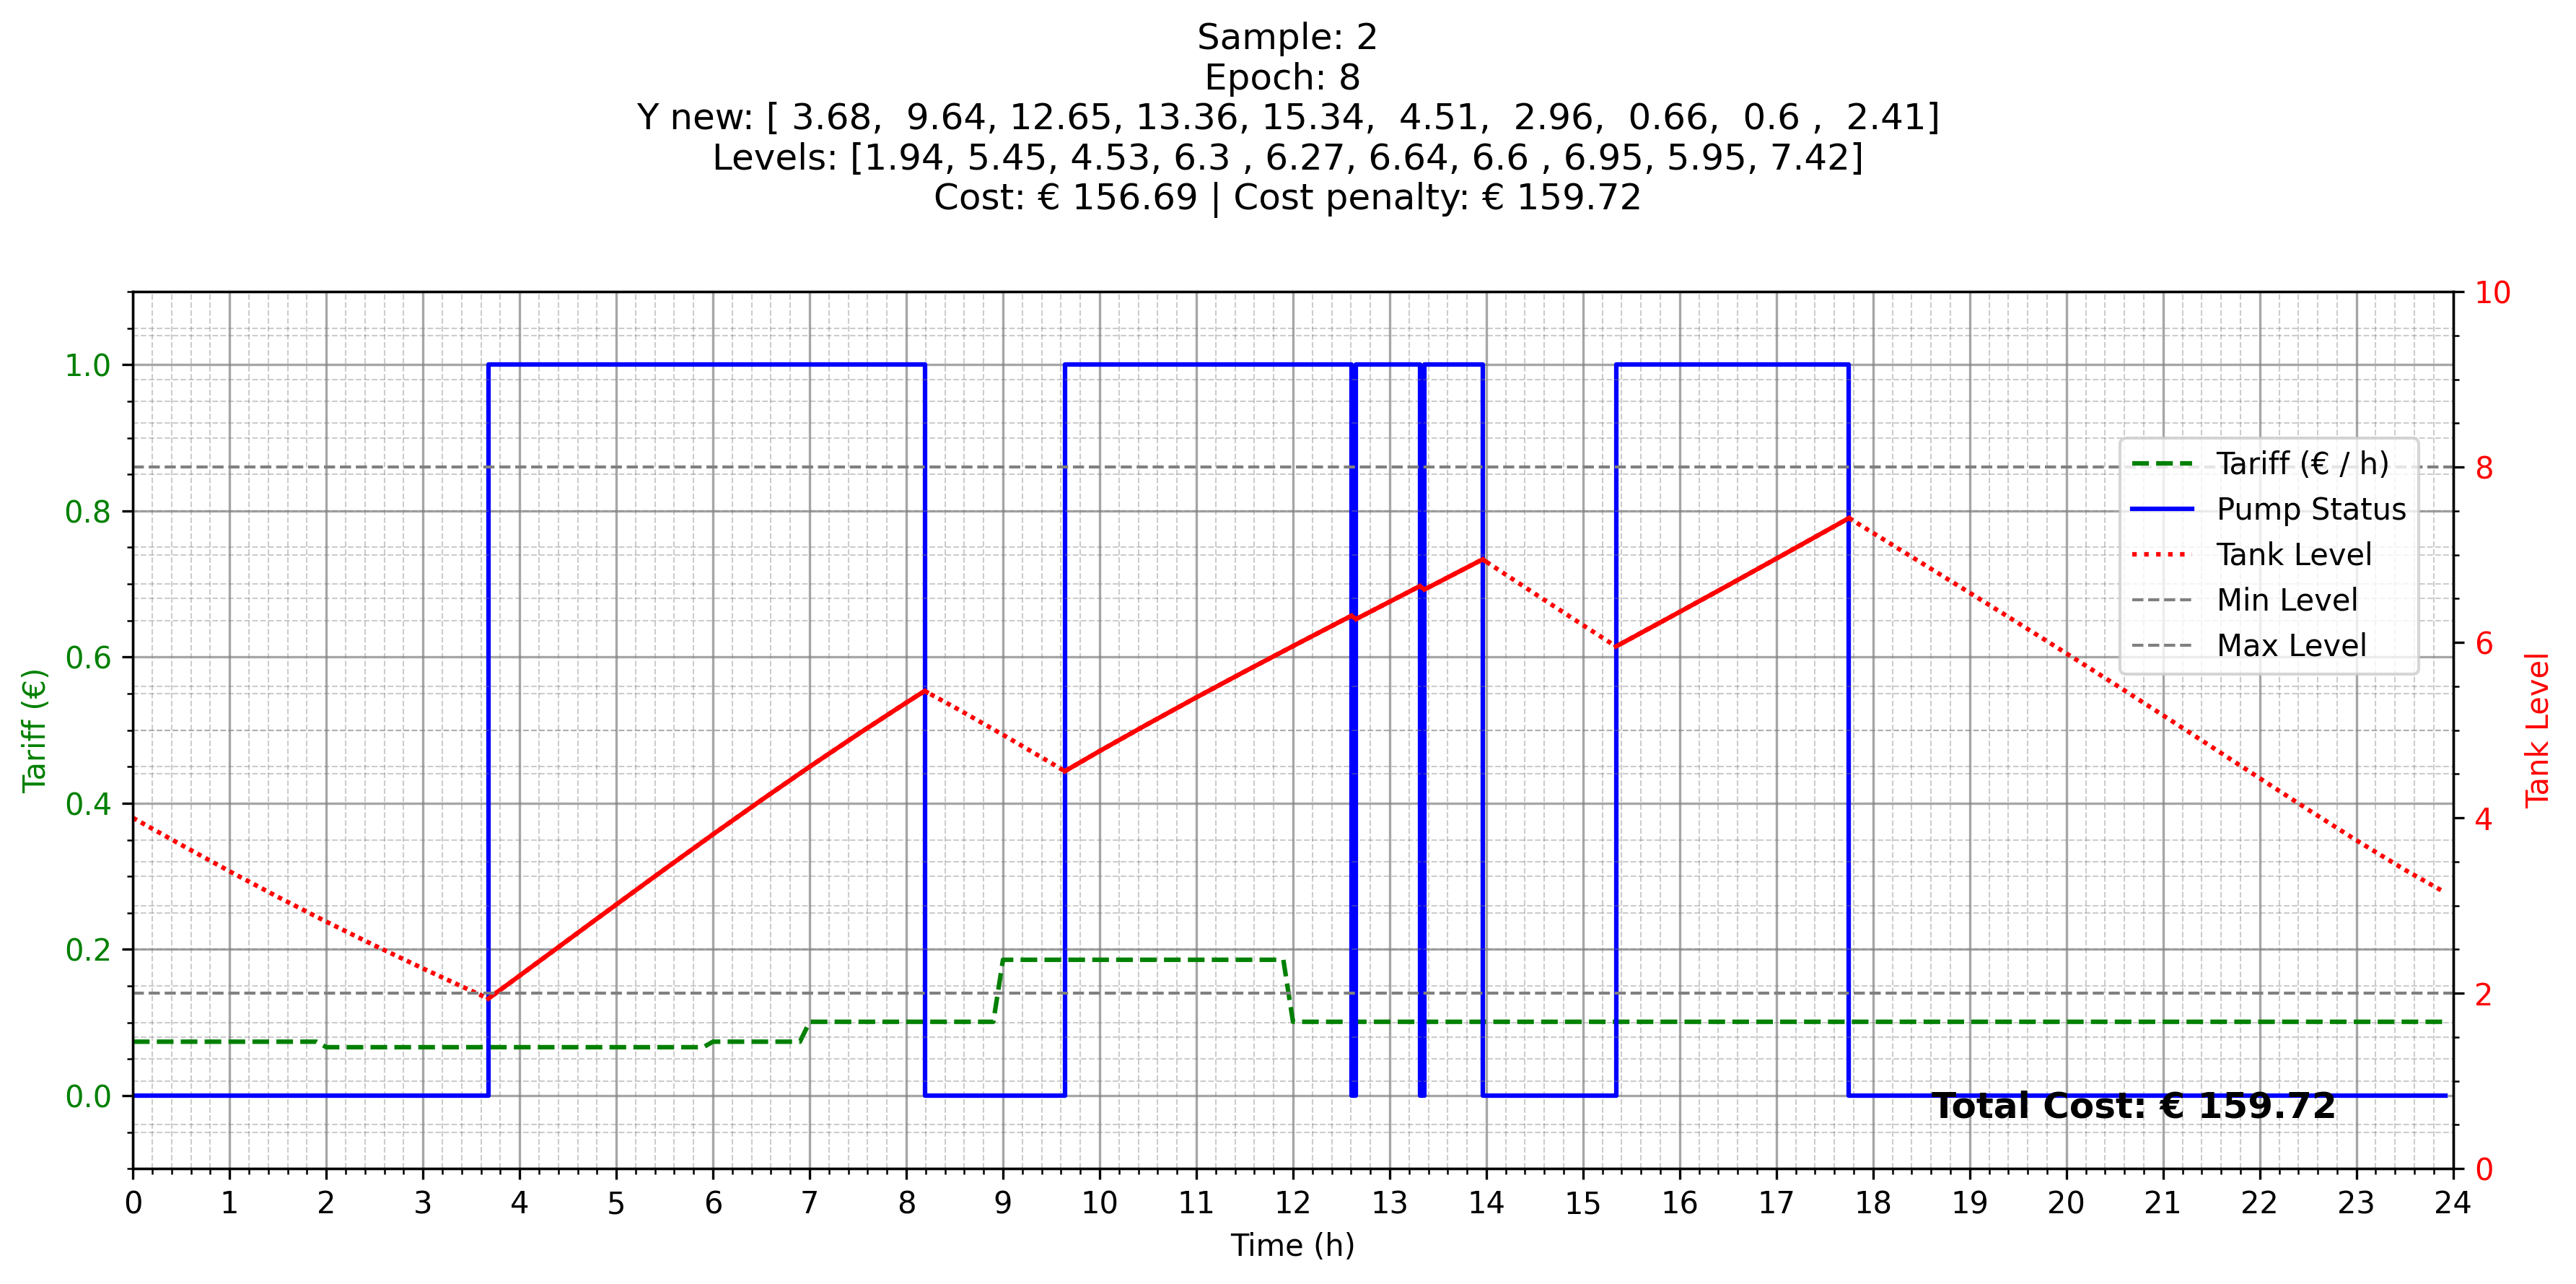 Sample: 2
Epoch: 8
Y new: [ 3.68,  9.64, 12.65, 13.36, 15.34,  4.51,  2.96,  0.66,  0.6 ,  2.41]
Levels: [1.94, 5.45, 4.53, 6.3 , 6.27, 6.64, 6.6 , 6.95, 5.95, 7.42]
Cost: € 156.69 | Cost penalty: € 159.72
Tariff (€)
1.0
0.8
0.6
0.4
0.2
0.0
10
8
6
4
2
0
Tank Level
Tariff (€ / h)
Pump Status
Tank Level
Min Level
Max Level
Total Cost: € 159.72
0 1 2 3 4 5 6 7 8 9 10 11 12 13 14 15 16 17 18 19 20 21 22 23 24
Time (h)